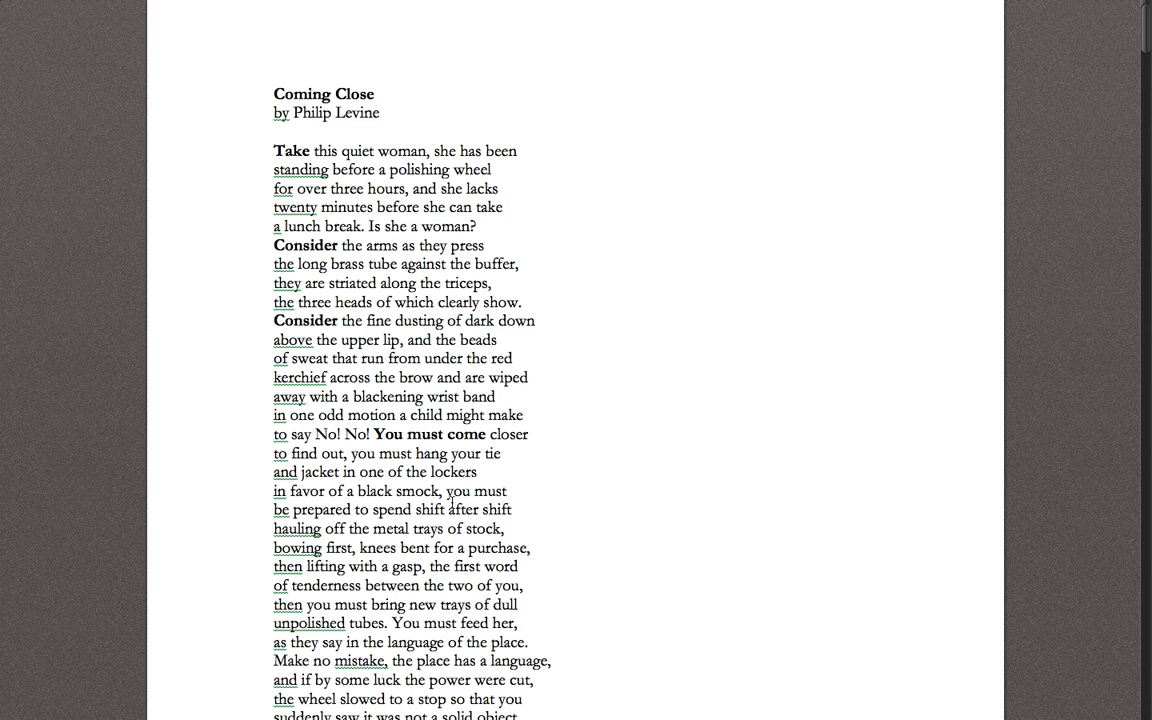 Coming Close
by Philip Levine
Take this quiet woman, she has been
standing before a polishing wheel
for over three hours, and she lacks
twenty minutes before she can take
a lunch break. Is she a woman?
Consider the arms as they press
the long brass tube against the buffer,
they are striated along the triceps,
the three heads of which clearly show.
Consider the fine dusting of dark down
above the upper lip, and the beads
of sweat that run from under the red
kerchief across the brow and are wiped
away with a blackening wrist band
in one odd motion a child might make
to say No! No! You must come closer
to find out, you must hang your tie
and jacket in one of the lockers
in favor of a black smock, you must
be prepared to spend shift after shift
hauling off the metal trays of stock,
bowing first, knees bent for a purchase,
then lifting with a gasp, the first word
of tenderness between the two of you,
then you must bring new trays of dull
unpolished tubes. You must feed her,
as they say in the language of the place.
Make no mistake, the place has a language,
and if by some luck the power were cut,
the wheel slowed to a stop so that you
suddenly saw it was not a solid object